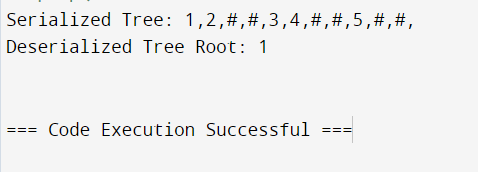 Serialized Tree: 1,2,#,#,3,4,#,#,5,#,#,
Deserialized Tree Root: 1
=== Code Execution Successful ===